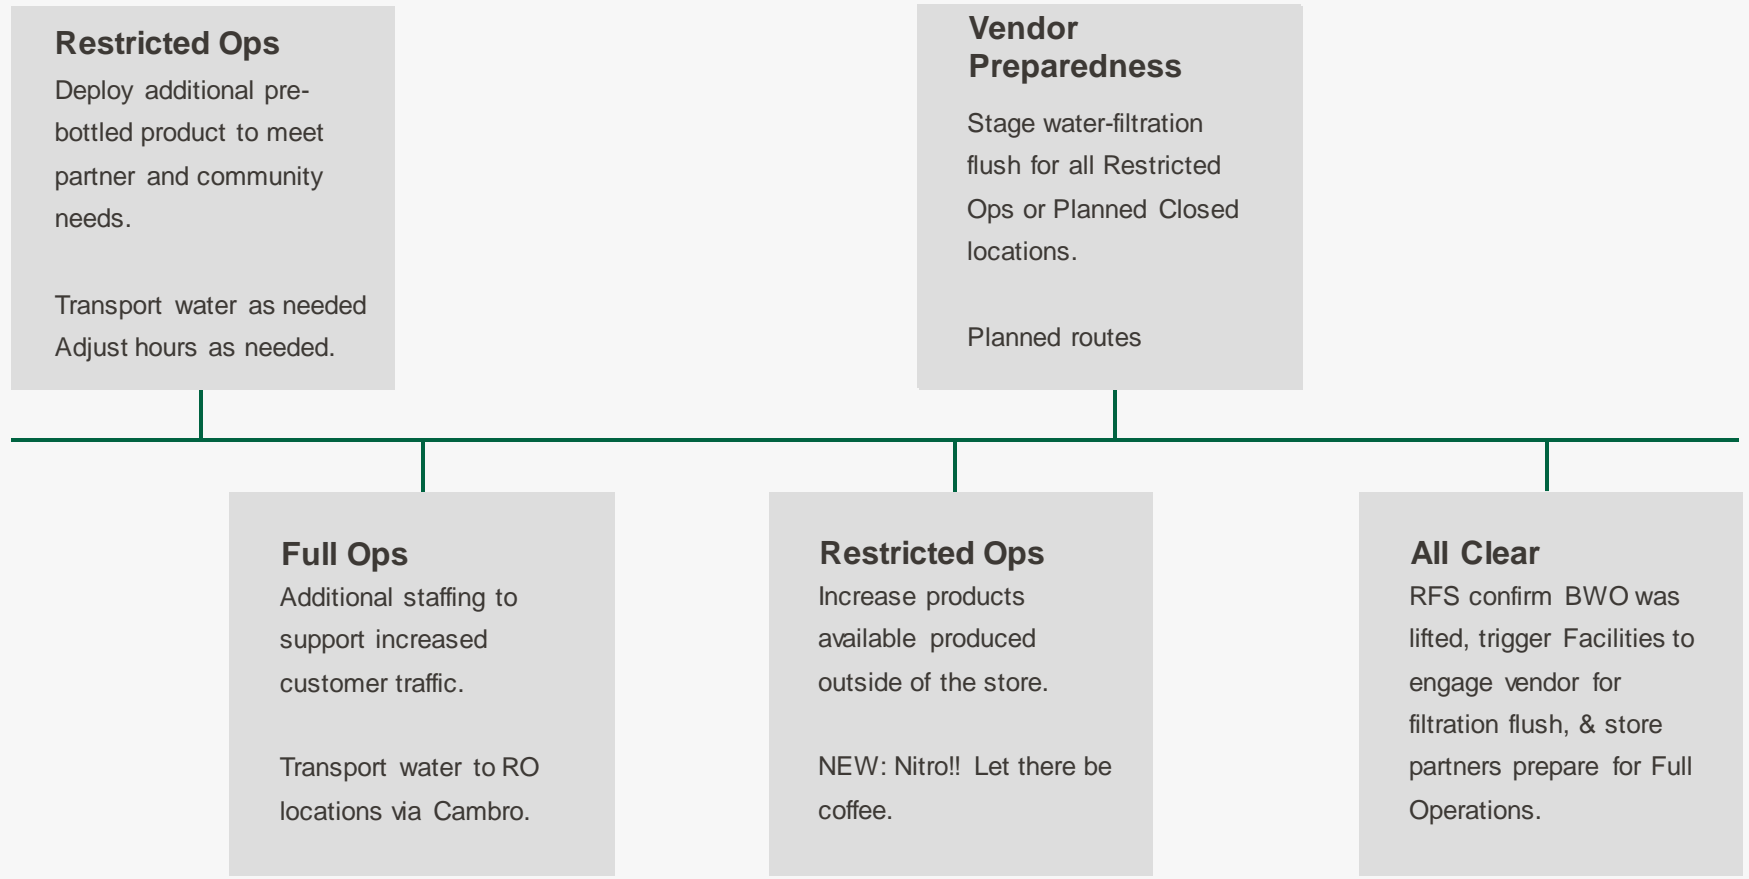 Restricted Ops
Deploy additional pre-
bottled product to meet
partner and community
needs.
Transport water as needed
Adjust hours as needed.
Vendor
Preparedness
Stage water-filtration
flush for all Restricted
Ops or Planned Closed
locations.
Planned routes
Full Ops
Additional staffing to
support increased
customer traffic.
Transport water to RO
locations via Cambro.
Restricted Ops
Increase products
available produced
outside of the store.
NEW: Nitro!! Let there be
coffee.
All Clear
RFS confirm BWO was
lifted, trigger Facilities to
engage vendor for
filtration flush, & store
partners prepare for Full
Operations.